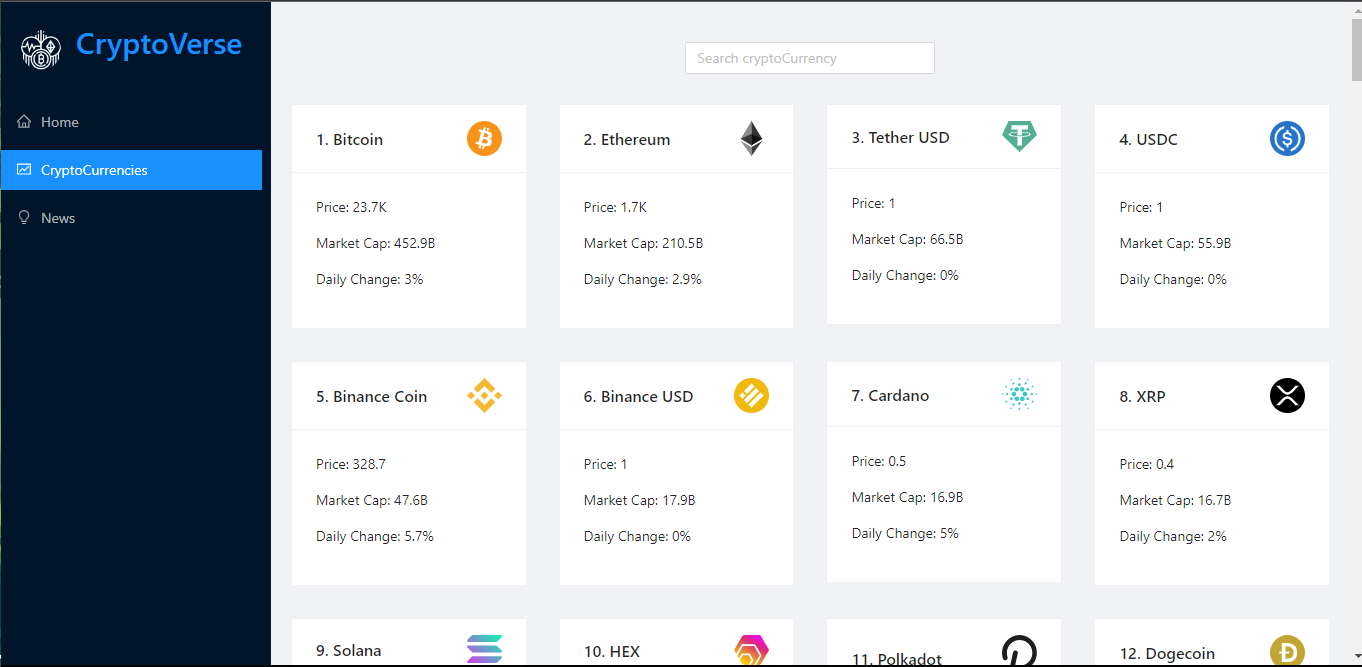 CryptoVerse
Home
CryptoCurrencies
News
Search cryptoCurrency
1. Bitcoin
Price: 23.7K
Market Cap: 452.9B
Daily Change: 3%
2. Ethereum
Price: 1.7K
Market Cap: 210.5B
Daily Change: 2.9%
3. Tether USD
Price: 1
Market Cap: 66.5B
Daily Change: 0%
4. USDC
Price: 1
Market Cap: 55.9B
Daily Change: 0%
5. Binance Coin
Price: 328.7
Market Cap: 47.6B
Daily Change: 5.7%
6. Binance USD
Price: 1
Market Cap: 17.9B
Daily Change: 0%
7. Cardano
Price: 0.5
Market Cap: 16.9B
Daily Change: 5%
8. XRP
Price: 0.4
Market Cap: 16.7B
Daily Change: 2%
9. Solana
10. HEX
11. Polkadot
12. Dogecoin